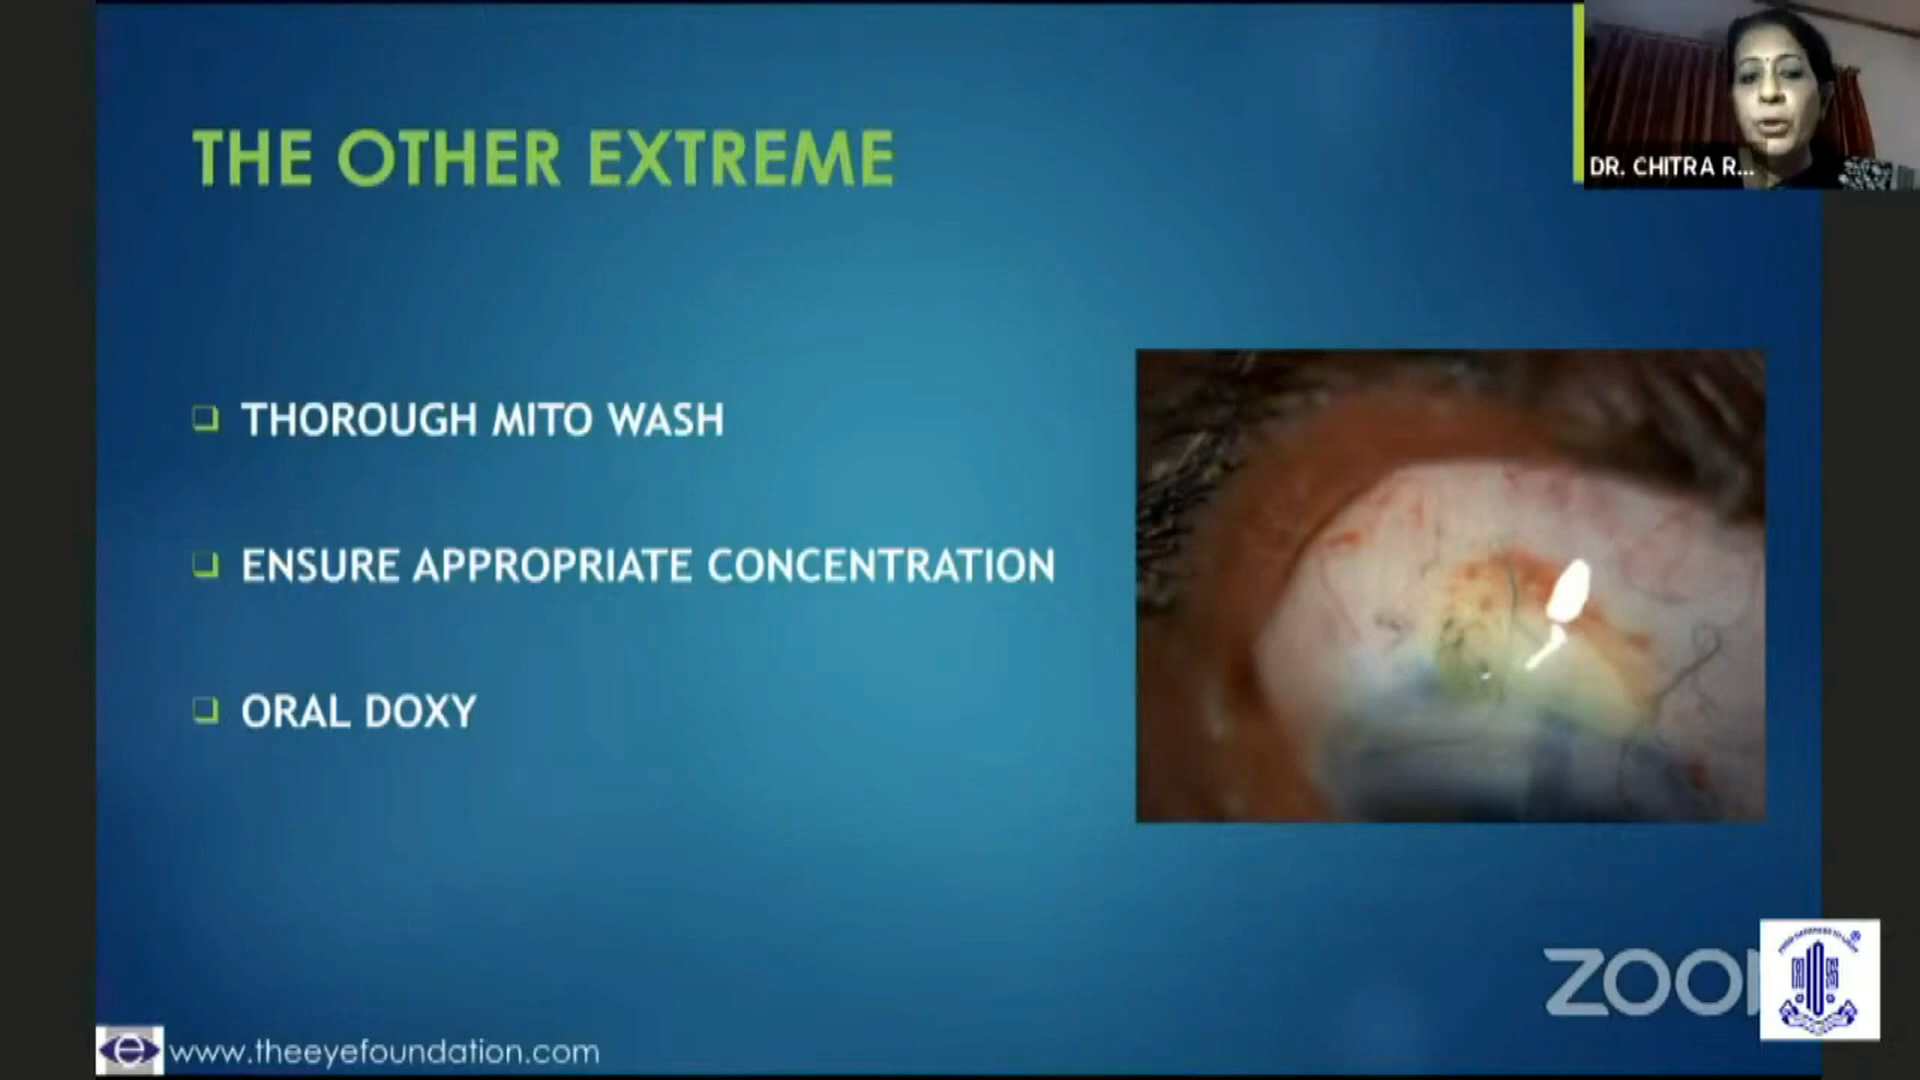 THE OTHER EXTREME
DR. CHITRA R...
THOROUGH MITO WASH
ENSURE APPROPRIATE CONCENTRATION
ORAL DOXY
ZOO
www.theeyefoundation.com